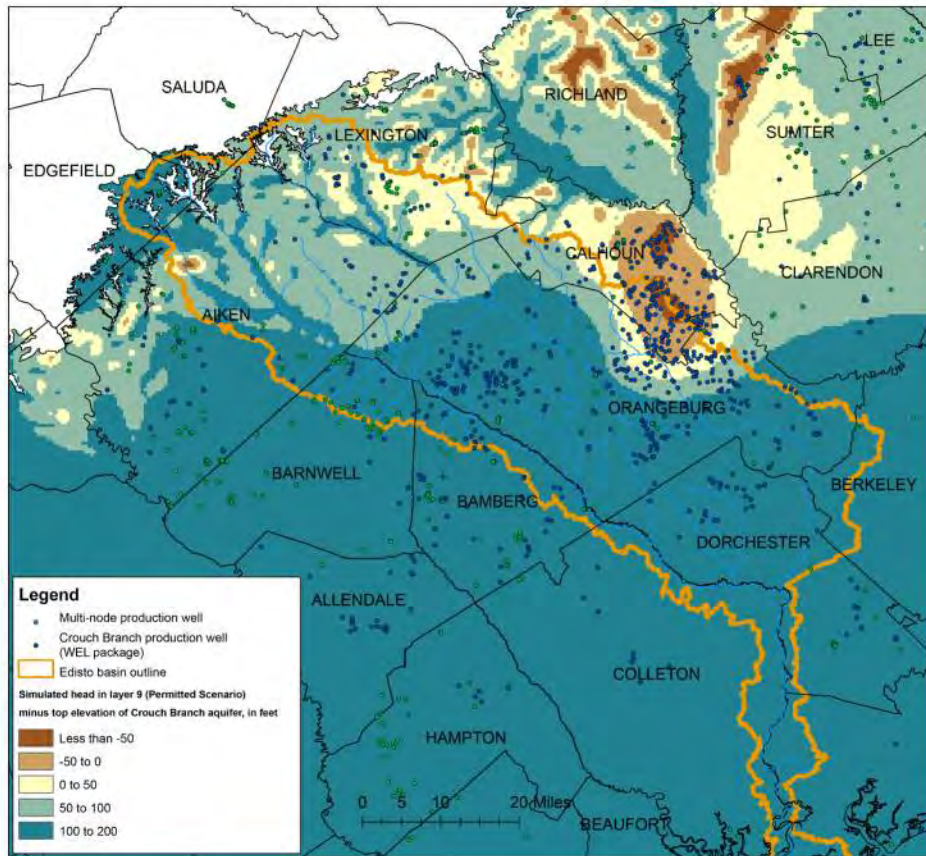 LEE
SALUDA
RICHLAND
LEXINGTON
SUMTER
EDGEFIELD
CALHOUN
CLARENDON
AIKEN
ORANGEBURG
BARNWELL
BERKELEY
BAMBERG
DORCHESTER
ALLENDALE
COLLETON
HAMPTON
BEAUFOR
0 5 10 20 Miles
Legend
Multi-node production well
Crouch Branch production well
(WEL package)
Edisto basin outline
Simulated head in layer 9 (Permitted Scenario)
minus top elevation of Crouch Branch aquifer, in feet
Less than -50
-50 to 0
0 to 50
50 to 100
100 to 200